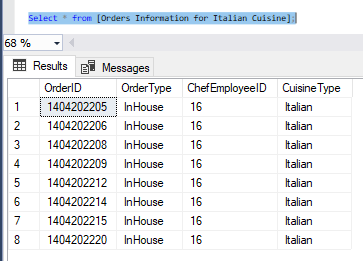 Select * from [Orders Information for Italian Cuisine];
68 %
Results Messages
OrderID OrderType ChefEmployeeID CuisineType
1 1404202205 InHouse 16 Italian
2 1404202206 InHouse 16 Italian
3 1404202208 InHouse 16 Italian
4 1404202209 InHouse 16 Italian
5 1404202212 InHouse 16 Italian
6 1404202214 InHouse 16 Italian
7 1404202215 InHouse 16 Italian
8 1404202220 InHouse 16 Italian